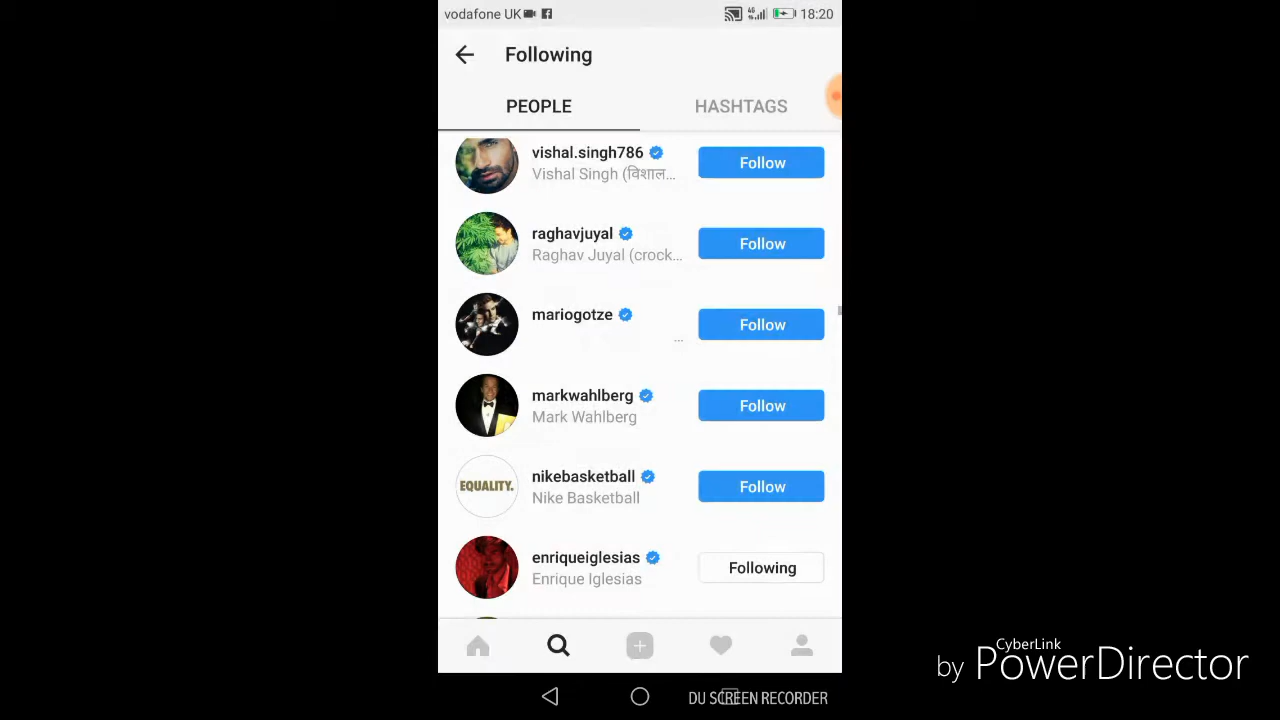 vodafone UK 4G 18:20
Following
PEOPLE HASHTAGS
vishal.singh786 Follow
Vishal Singh (विशाल...
raghavjuyal Follow
Raghav Juyal (crock...
mariogotze Follow
...
markwahlberg Follow
Mark Wahlberg
EQUALITY. nikebasketball Follow
Nike Basketball
enriqueiglesias Following
Enrique Iglesias
CyberLink
by PowerDirector
DU SCREEN RECORDER